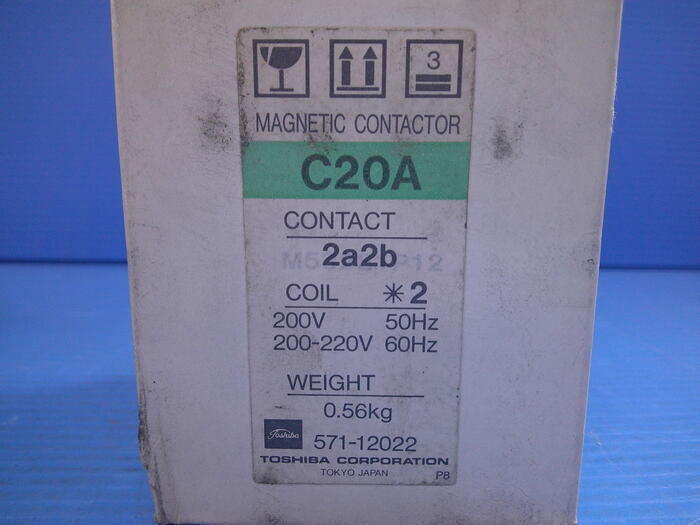 3
MAGNETIC CONTACTOR
C20A
CONTACT
2a2b
COIL ✳2
200V 50Hz
200-220V 60Hz
WEIGHT
0.56kg
Toshiba 571-12022
TOSHIBA CORPORATION
TOKYO JAPAN P8